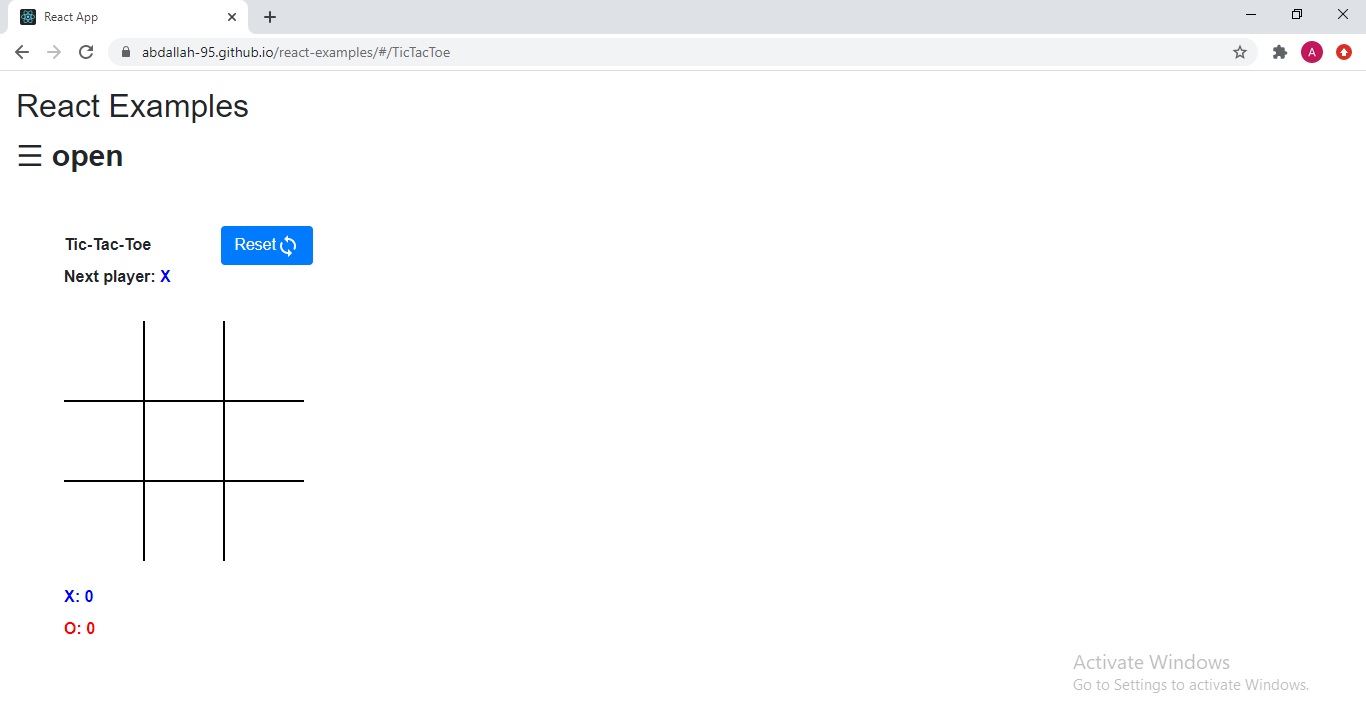 React App
abdallah-95.github.io/react-examples/#/TicTacToe
A
React Examples
☰ open
Tic-Tac-Toe
Reset
Next player: X
X: 0
O: 0
Activate Windows
Go to Settings to activate Windows.